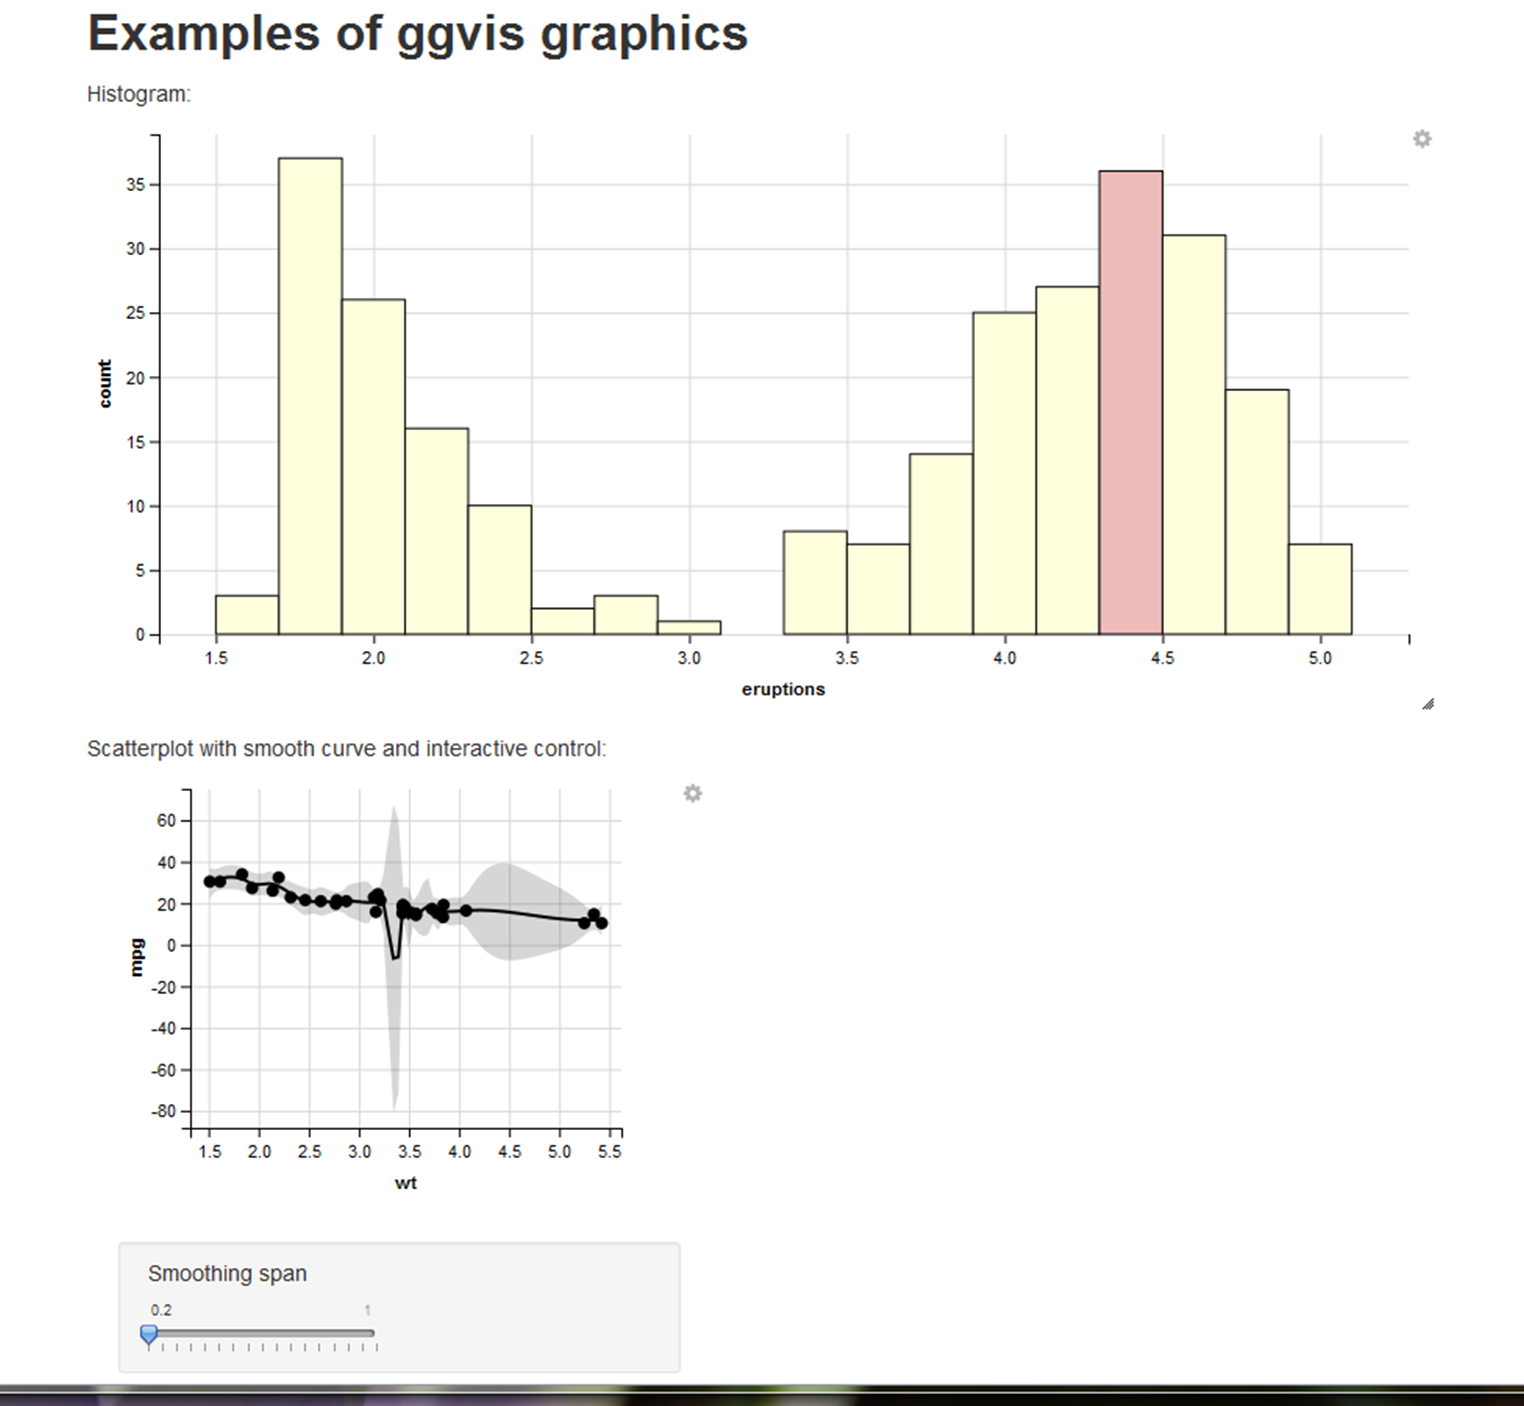 Examples of ggvis graphics
Histogram:
35
30
25
20
15
10
5
0
count
1.5 2.0 2.5 3.0 3.5 4.0 4.5 5.0
eruptions
Scatterplot with smooth curve and interactive control:
60
40
20
0
-20
-40
-60
-80
mpg
1.5 2.0 2.5 3.0 3.5 4.0 4.5 5.0 5.5
wt
Smoothing span
0.2 1